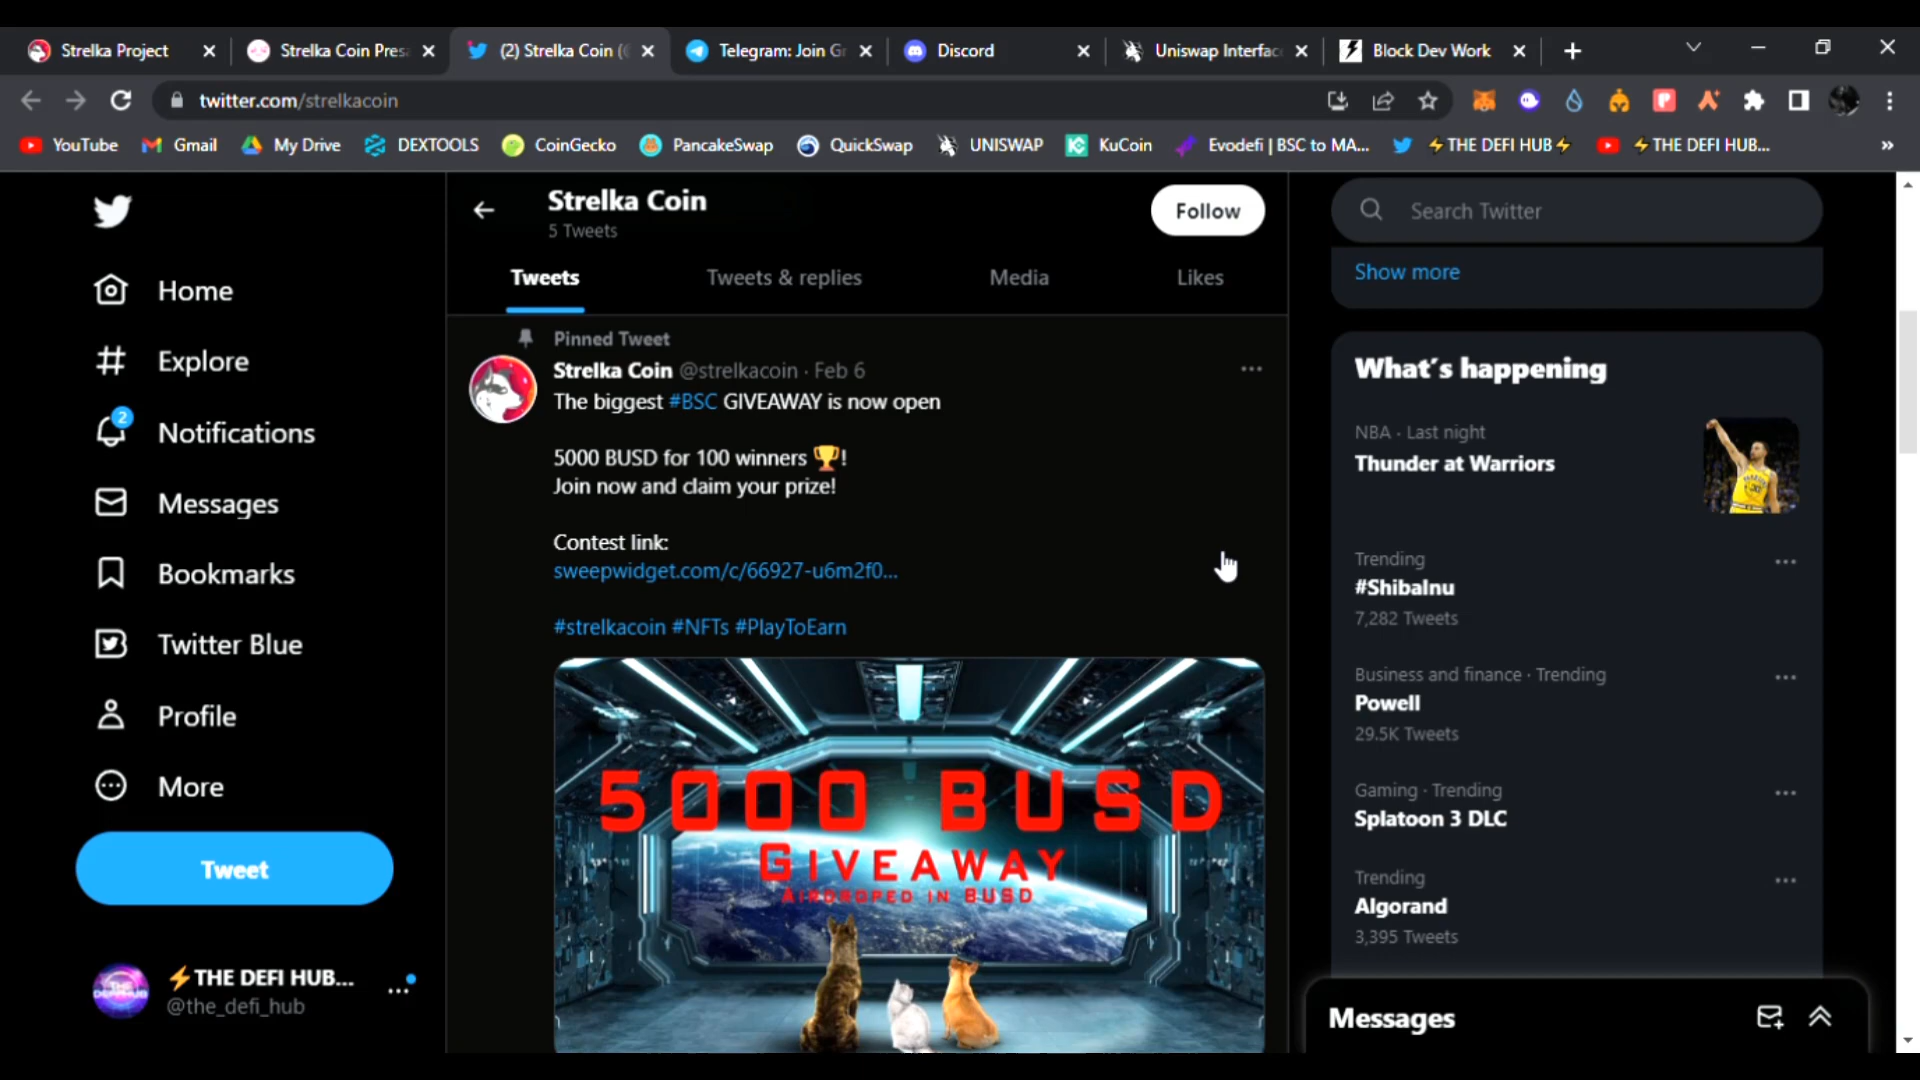 Strelka Project
Strelka Coin Presa
(2) Strelka Coin (
Telegram: Join Gr
Discord
Uniswap Interfac
Block Dev Work
twitter.com/strelkacoin
YouTube
Gmail
My Drive
DEXTOOLS
CoinGecko
PancakeSwap
QuickSwap
UNISWAP
KuCoin
Evodefi | BSC to MA...
⚡THE DEFI HUB⚡
⚡THE DEFI HUB...
»
Home
Explore
2
Notifications
Messages
Bookmarks
Twitter Blue
Profile
More
Tweet
⚡THE DEFI HUB...
@the_defi_hub
Strelka Coin
5 Tweets
Follow
Tweets
Tweets & replies
Media
Likes
Pinned Tweet
Strelka Coin @strelkacoin · Feb 6
The biggest #BSC GIVEAWAY is now open
5000 BUSD for 100 winners 🏆!
Join now and claim your prize!
Contest link:
sweepwidget.com/c/66927-u6m2f0...
#strelkacoin #NFTs #PlayToEarn
5000 BUSD
GIVEAWAY
AIRDROPED IN BUSD
Search Twitter
Show more
What's happening
NBA · Last night
Thunder at Warriors
Trending
#ShibaInu
7,282 Tweets
Business and finance · Trending
Powell
29.5K Tweets
Gaming · Trending
Splatoon 3 DLC
Trending
Algorand
3,395 Tweets
Messages